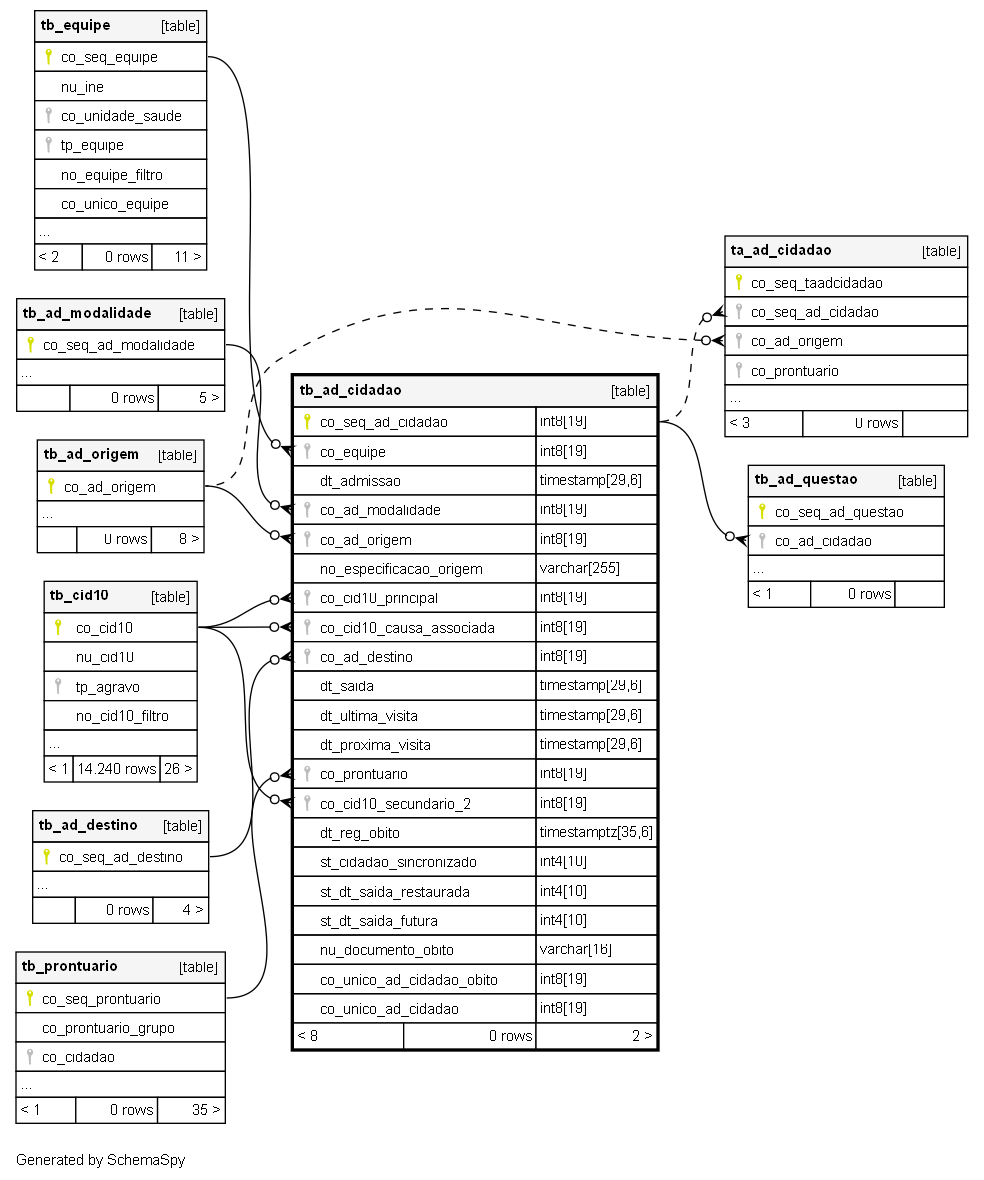 tb_equipe [table]
co_seq_equipe
nu_ine
co_unidade_saude
tp_equipe
no_equipe_filtro
co_unico_equipe
...
< 2 0 rows 11 >
tb_ad_modalidade [table]
co_seq_ad_modalidade
...
0 rows 5 >
tb_ad_origem [table]
co_ad_origem
...
0 rows 8 >
tb_cid10 [table]
co_cid10
nu_cid10
tp_agravo
no_cid10_filtro
...
< 1 14.240 rows 26 >
tb_ad_destino [table]
co_seq_ad_destino
...
0 rows 4 >
tb_prontuario [table]
co_seq_prontuario
co_prontuario_grupo
co_cidadao
...
< 1 0 rows 35 >
tb_ad_cidadao [table]
co_seq_ad_cidadao int8[19]
co_equipe int8[19]
dt_admissao timestamp[29,6]
co_ad_modalidade int8[19]
co_ad_origem int8[19]
no_especificacao_origem varchar[255]
co_cid10_principal int8[19]
co_cid10_causa_associada int8[19]
co_ad_destino int8[19]
dt_saida timestamp[29,6]
dt_ultima_visita timestamp[29,6]
dt_proxima_visita timestamp[29,6]
co_prontuario int8[19]
co_cid10_secundario_2 int8[19]
dt_reg_obito timestamptz[35,6]
st_cidadao_sincronizado int4[10]
st_dt_saida_restaurada int4[10]
st_dt_saida_futura int4[10]
nu_documento_obito varchar[16]
co_unico_ad_cidadao_obito int8[19]
co_unico_ad_cidadao int8[19]
< 8 0 rows 2 >
ta_ad_cidadao [table]
co_seq_taadcidadao
co_seq_ad_cidadao
co_ad_origem
co_prontuario
...
< 3 0 rows
tb_ad_questao [table]
co_seq_ad_questao
co_ad_cidadao
...
< 1 0 rows
Generated by SchemaSpy